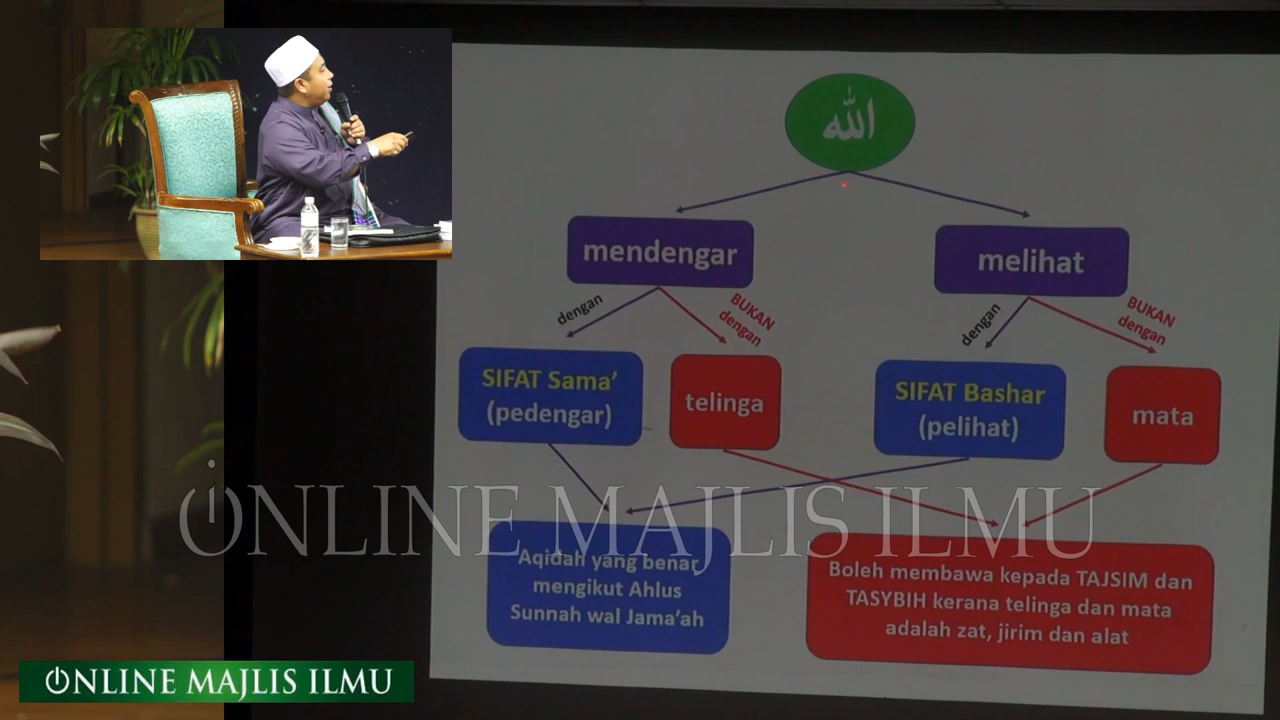 الله
mendengar
melihat
dengan
BUKAN
dengan
dengan
BUKAN
dengan
SIFAT Sama’
(pedengar)
telinga
SIFAT Bashar
(pelihat)
mata
ONLINE MAJLIS ILMU
Aqidah yang benar
mengikut Ahlus
Sunnah wal Jama’ah
Boleh membawa kepada TAJSIM dan
TASYBIH kerana telinga dan mata
adalah zat, jirim dan alat
ONLINE MAJLIS ILMU